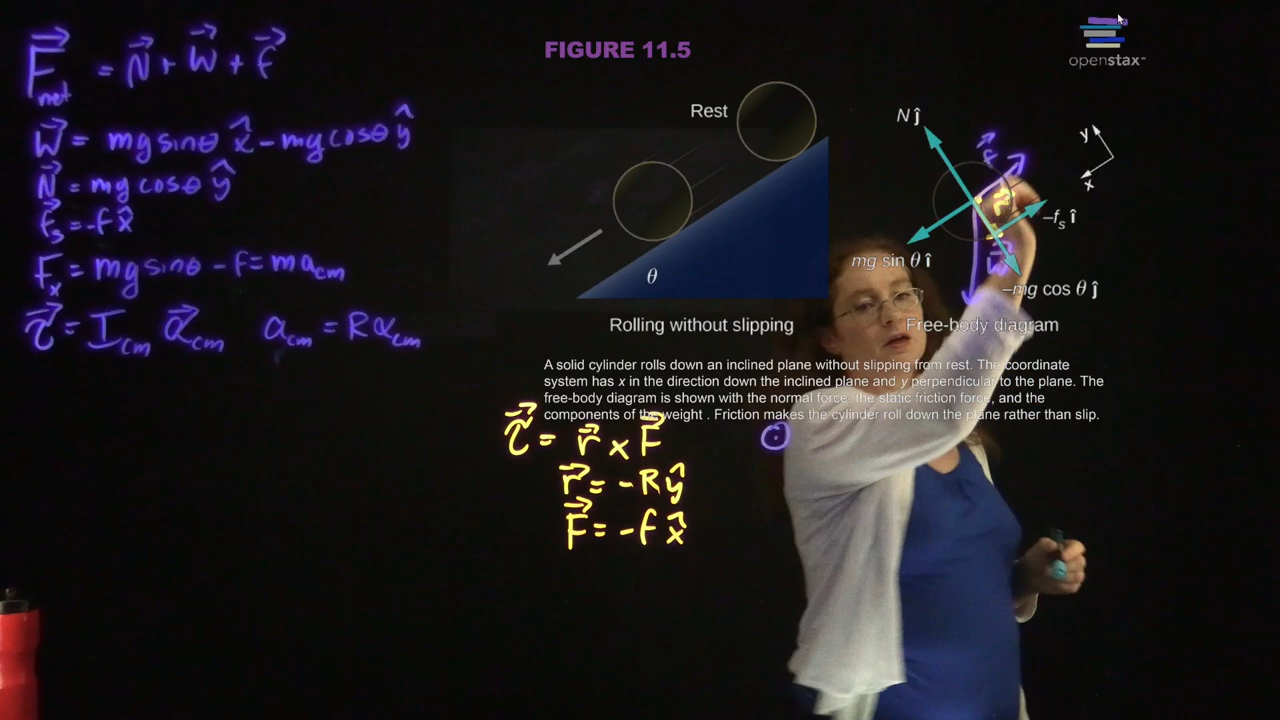 F⃗net = N⃗ + W⃗ + f⃗
W⃗ = mg sinθ x̂ − mg cosθ ŷ
N⃗ = mg cosθ ŷ
f⃗s = -f x̂
Fx = mg sinθ − f = m acm
τ⃗ = Icm α⃗cm   acm = R αcm
FIGURE 11.5
openstax™
Rest
θ
Rolling without slipping
N ĵ
y
x
f⃗
r⃗
−fs î
mg sin θ î
W⃗
−mg cos θ ĵ
Free-body diagram
A solid cylinder rolls down an inclined plane without slipping from rest. The coordinate
system has x in the direction down the inclined plane and y perpendicular to the plane. The
free-body diagram is shown with the normal force, the static friction force, and the
components of the weight . Friction makes the cylinder roll down the plane rather than slip.
τ⃗ = r⃗ × F⃗
r⃗ = −R ŷ
F⃗ = −f x̂